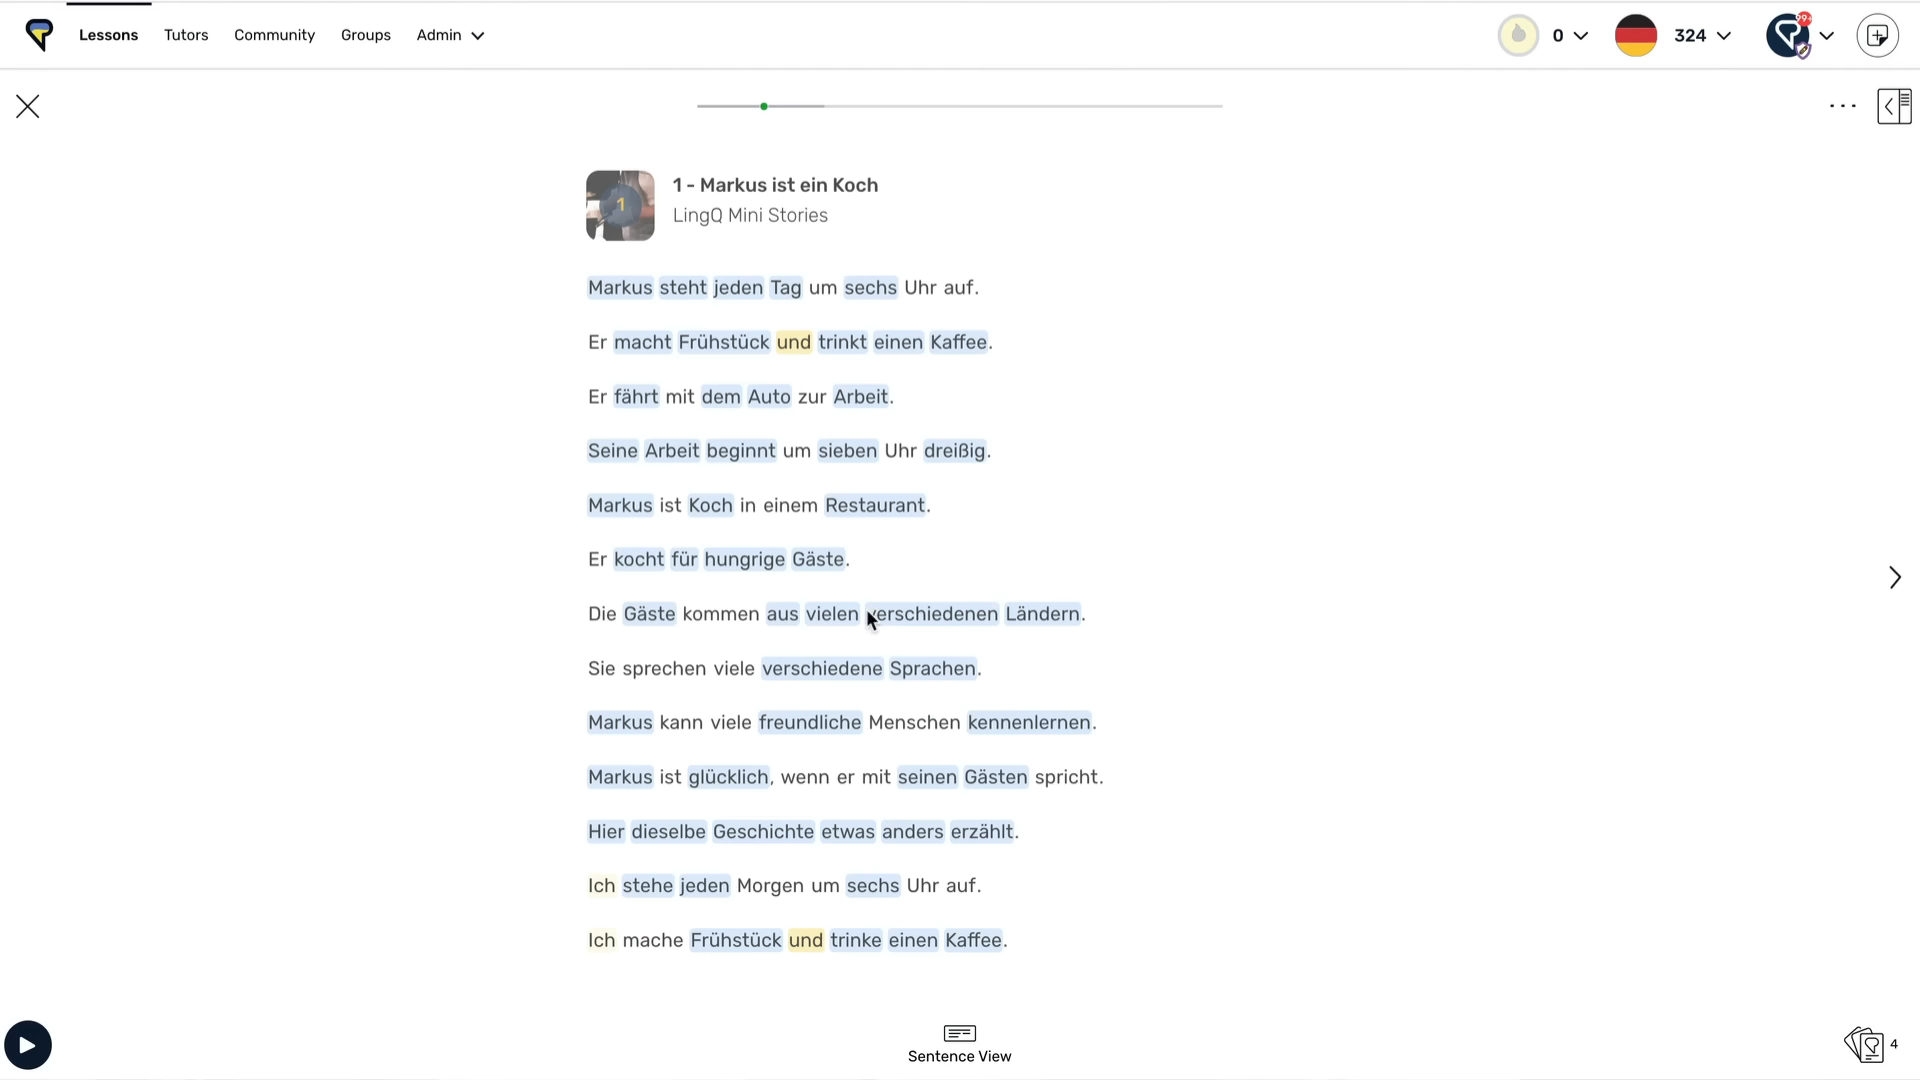 Lessons Tutors Community Groups Admin 0 324 99+
1
1 - Markus ist ein Koch
LingQ Mini Stories
Markus steht jeden Tag um sechs Uhr auf.
Er macht Frühstück und trinkt einen Kaffee.
Er fährt mit dem Auto zur Arbeit.
Seine Arbeit beginnt um sieben Uhr dreißig.
Markus ist Koch in einem Restaurant.
Er kocht für hungrige Gäste.
Die Gäste kommen aus vielen verschiedenen Ländern.
Sie sprechen viele verschiedene Sprachen.
Markus kann viele freundliche Menschen kennenlernen.
Markus ist glücklich, wenn er mit seinen Gästen spricht.
Hier dieselbe Geschichte etwas anders erzählt.
Ich stehe jeden Morgen um sechs Uhr auf.
Ich mache Frühstück und trinke einen Kaffee.
Sentence View
4